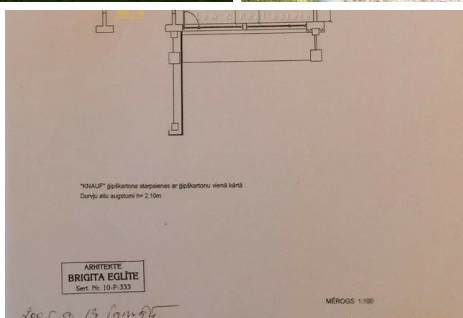 "KNAUF" ģipškartona starpsienas ar ģipškartonu vienā kārtā
Durvju ailu augstumi h= 2.10m
ARHITEKTE
BRIGITA EGLĪTE
Sert. Nr. 10-P-333
MĒROGS 1:100